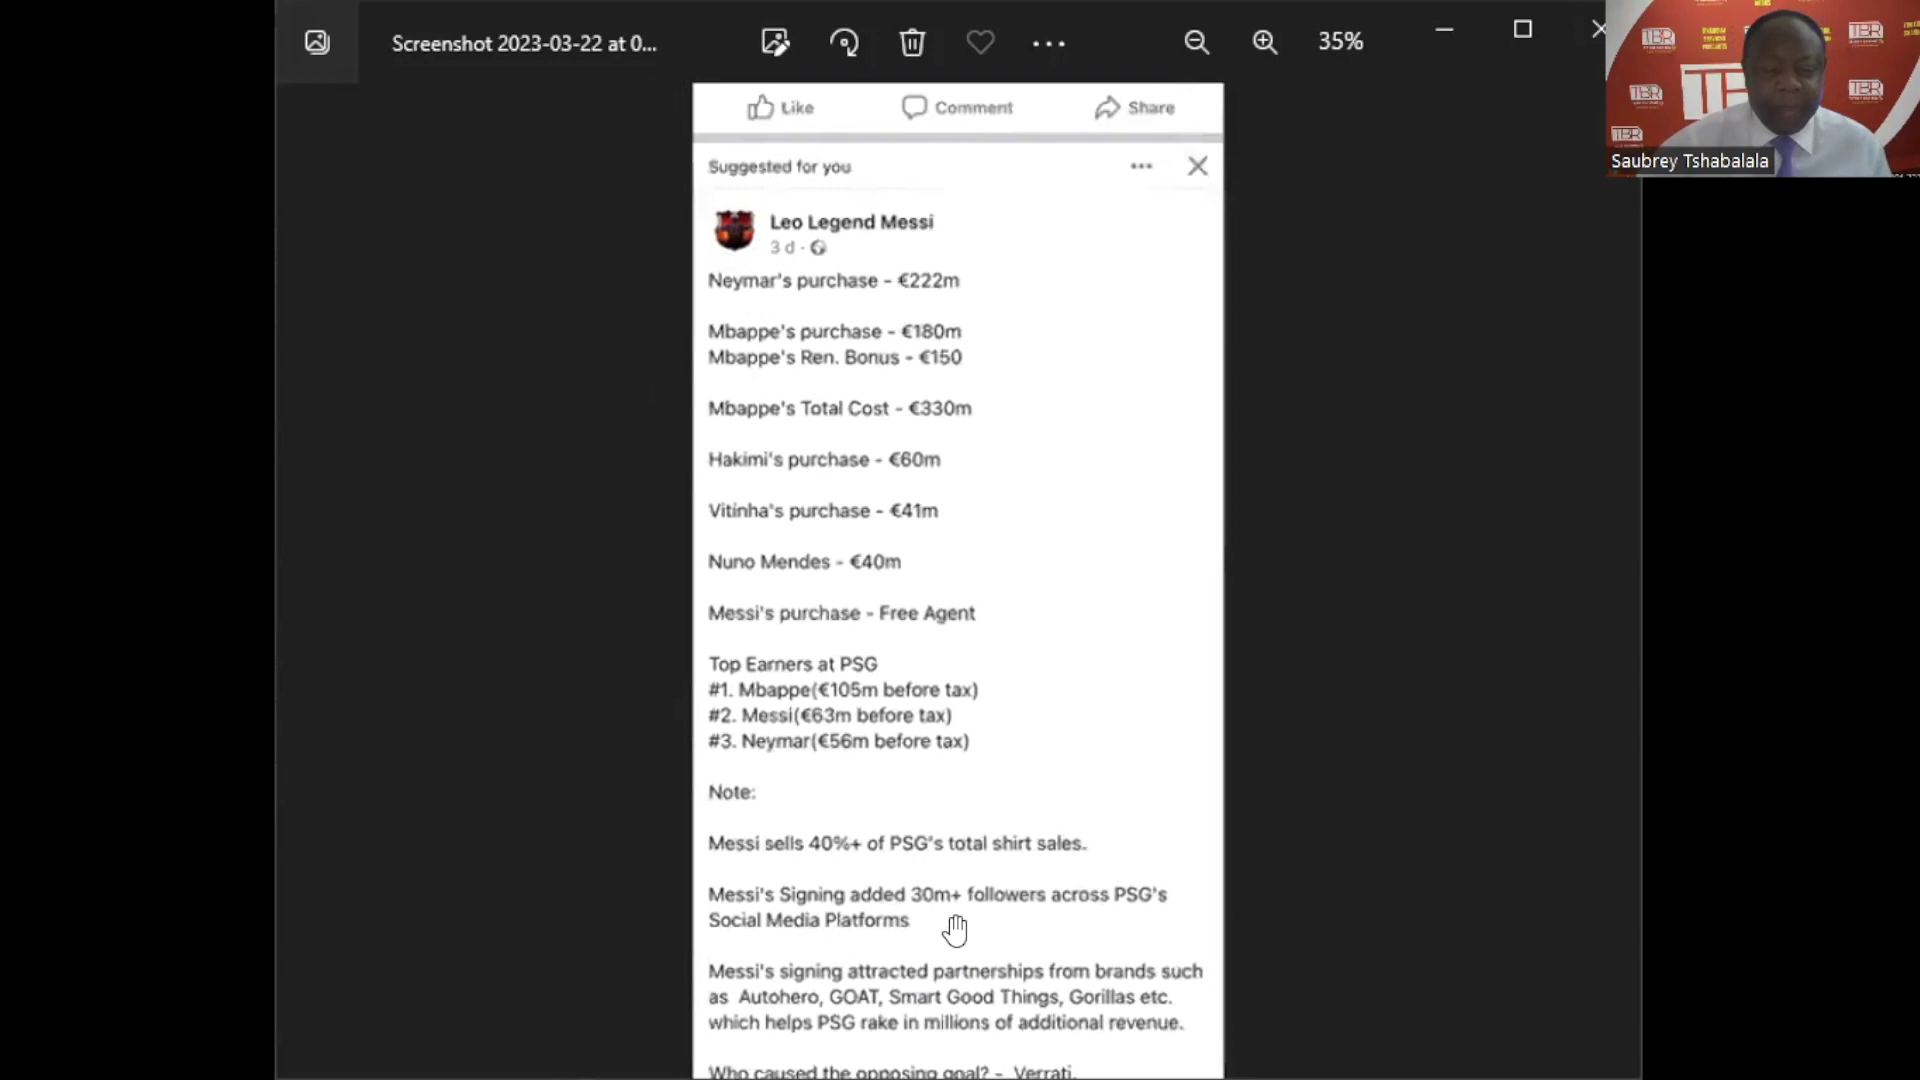 Screenshot 2023-03-22 at 0...
35%
TBR
TBR
TBR
TBR
TBR
Saubrey Tshabalala
Like
Comment
Share
Suggested for you
Leo Legend Messi
3 d
Neymar's purchase - €222m
Mbappe's purchase - €180m
Mbappe's Ren. Bonus - €150
Mbappe's Total Cost - €330m
Hakimi's purchase - €60m
Vitinha's purchase - €41m
Nuno Mendes - €40m
Messi's purchase - Free Agent
Top Earners at PSG
#1. Mbappe(€105m before tax)
#2. Messi(€63m before tax)
#3. Neymar(€56m before tax)
Note:
Messi sells 40%+ of PSG's total shirt sales.
Messi's Signing added 30m+ followers across PSG's
Social Media Platforms
Messi's signing attracted partnerships from brands such
as Autohero, GOAT, Smart Good Things, Gorillas etc.
which helps PSG rake in millions of additional revenue.
Who caused the opposing goal? - Verrati.